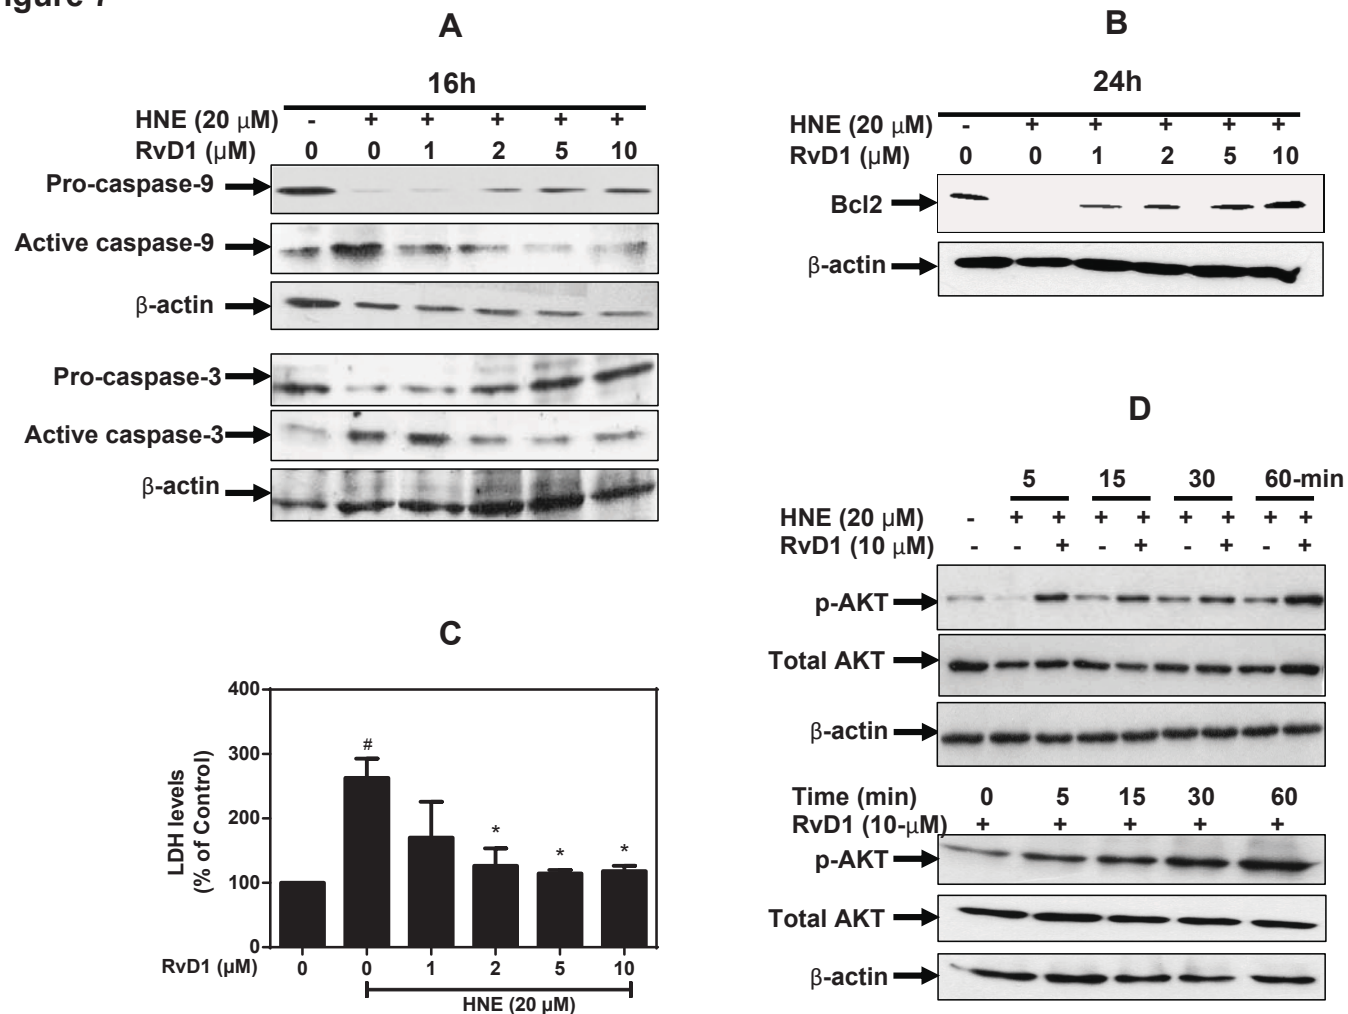 A
16h
HNE (20 μM) - + + + + +
RvD1 (μM) 0 0 1 2 5 10
Pro-caspase-9
Active caspase-9
β-actin
Pro-caspase-3
Active caspase-3
β-actin
B
24h
HNE (20 μM) - + + + + +
RvD1 (μM) 0 0 1 2 5 10
Bcl2
β-actin
C
LDH levels
(% of Control)
400
300
200
100
0
#
* * *
RvD1 (μM) 0 0 1 2 5 10
HNE (20 μM)
D
5 15 30 60-min
HNE (20 μM) - + + + + + + + +
RvD1 (10 μM) - - + - + - + - +
p-AKT
Total AKT
β-actin
Time (min) 0 5 15 30 60
RvD1 (10-μM) + + + + +
p-AKT
Total AKT
β-actin